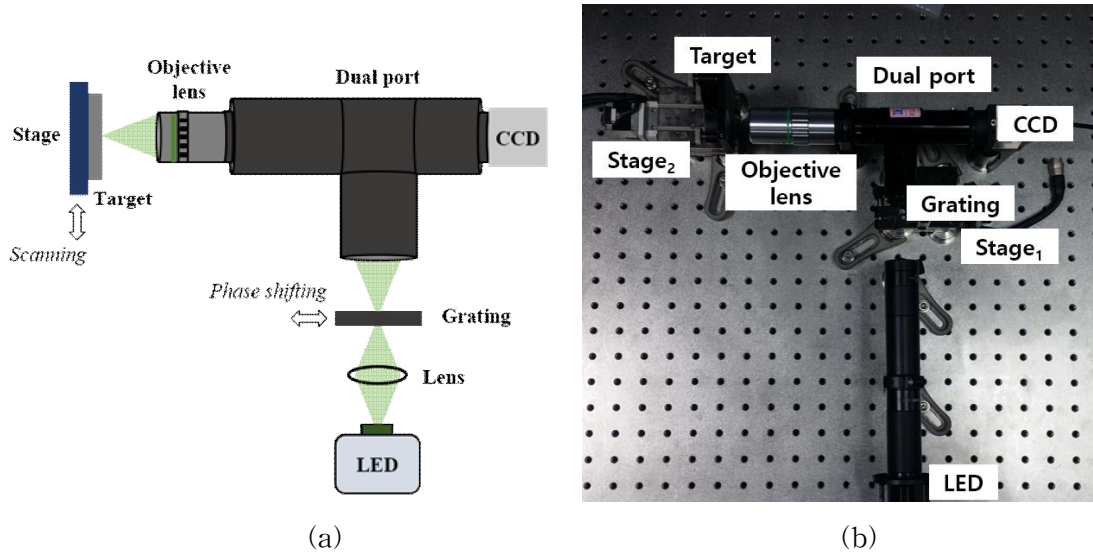 Objective
lens
Dual port
Stage
CCD
Target
Scanning
Phase shifting
Grating
Lens
LED
(a)
Target
Dual port
CCD
Stage2
Objective
lens
Grating
Stage1
LED
(b)